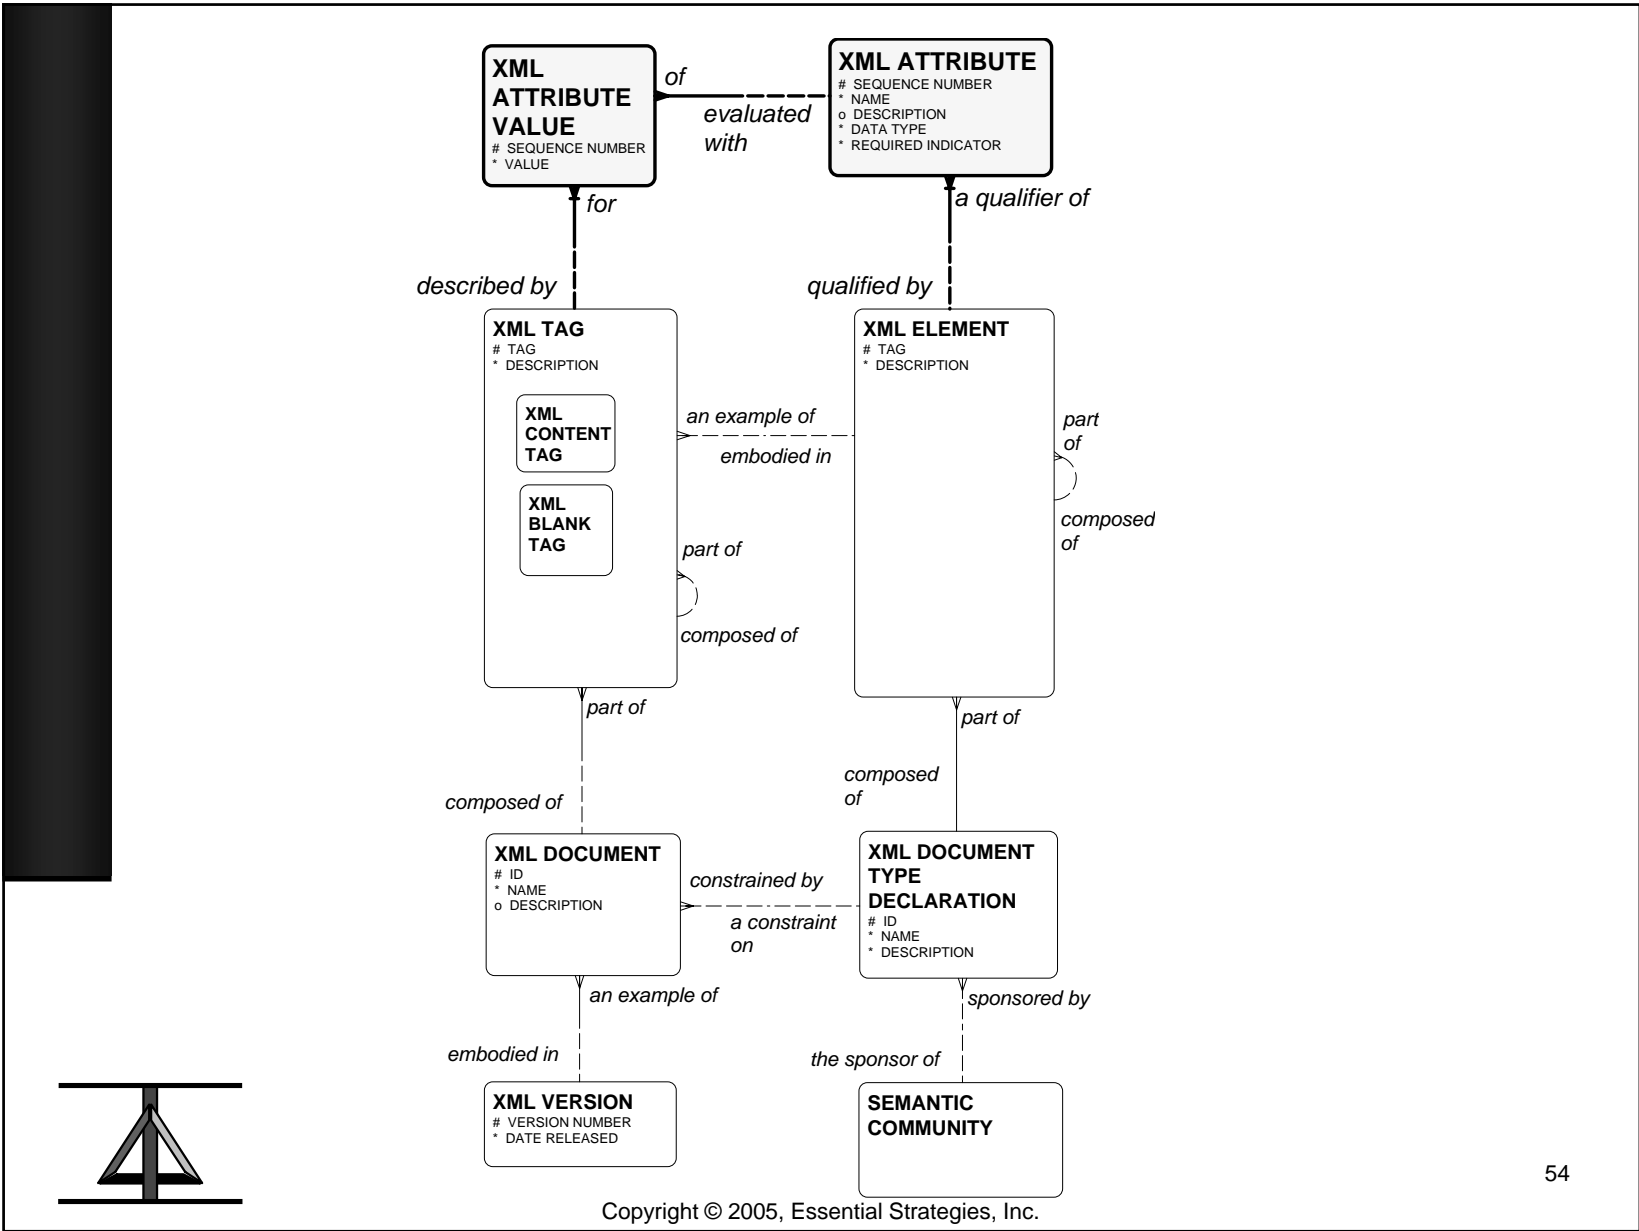 XML
ATTRIBUTE
VALUE
# SEQUENCE NUMBER
* VALUE
of
evaluated
with
XML ATTRIBUTE
# SEQUENCE NUMBER
* NAME
o DESCRIPTION
* DATA TYPE
* REQUIRED INDICATOR
for
a qualifier of
described by
qualified by
XML TAG
# TAG
* DESCRIPTION
XML
CONTENT
TAG
XML
BLANK
TAG
an example of
embodied in
XML ELEMENT
# TAG
* DESCRIPTION
part
of
composed
of
part of
composed of
part of
part of
composed of
composed
of
XML DOCUMENT
# ID
* NAME
o DESCRIPTION
constrained by
a constraint
on
XML DOCUMENT
TYPE
DECLARATION
# ID
* NAME
* DESCRIPTION
an example of
sponsored by
embodied in
the sponsor of
XML VERSION
# VERSION NUMBER
* DATE RELEASED
SEMANTIC
COMMUNITY
54
Copyright © 2005, Essential Strategies, Inc.